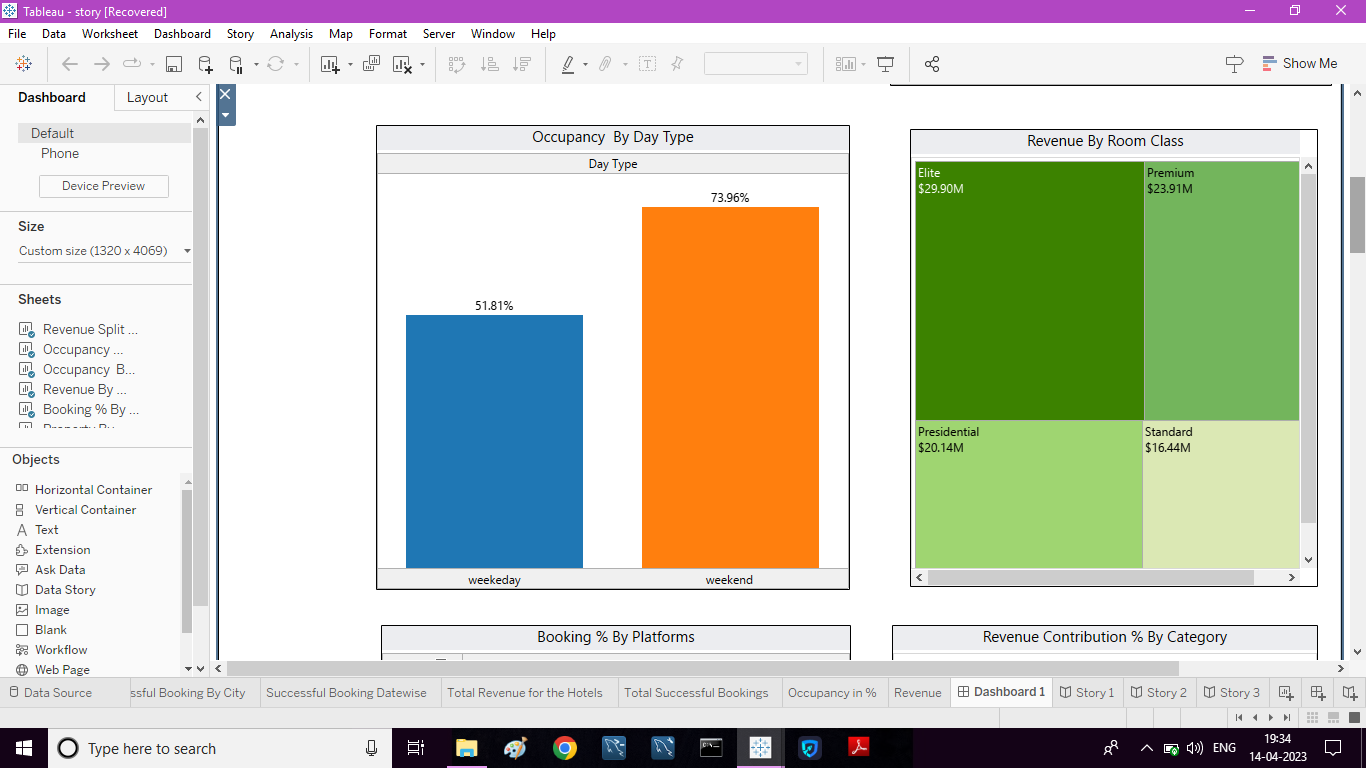 Tableau - story [Recovered]
File Data Worksheet Dashboard Story Analysis Map Format Server Window Help
Show Me
Dashboard Layout
Default
Phone
Device Preview
Size
Custom size (1320 x 4069)
Sheets
Revenue Split ...
Occupancy ...
Occupancy B...
Revenue By ...
Booking % By ...
Objects
Horizontal Container
Vertical Container
Text
Extension
Ask Data
Data Story
Image
Blank
Workflow
Web Page
Occupancy By Day Type
Day Type
73.96%
51.81%
weekeday weekend
Revenue By Room Class
Elite
$29.90M
Premium
$23.91M
Presidential
$20.14M
Standard
$16.44M
Booking % By Platforms
Revenue Contribution % By Category
Data Source ssful Booking By City Successful Booking Datewise Total Revenue for the Hotels Total Successful Bookings Occupancy in % Revenue Dashboard 1 Story 1 Story 2 Story 3
Type here to search
ENG
19:34
14-04-2023